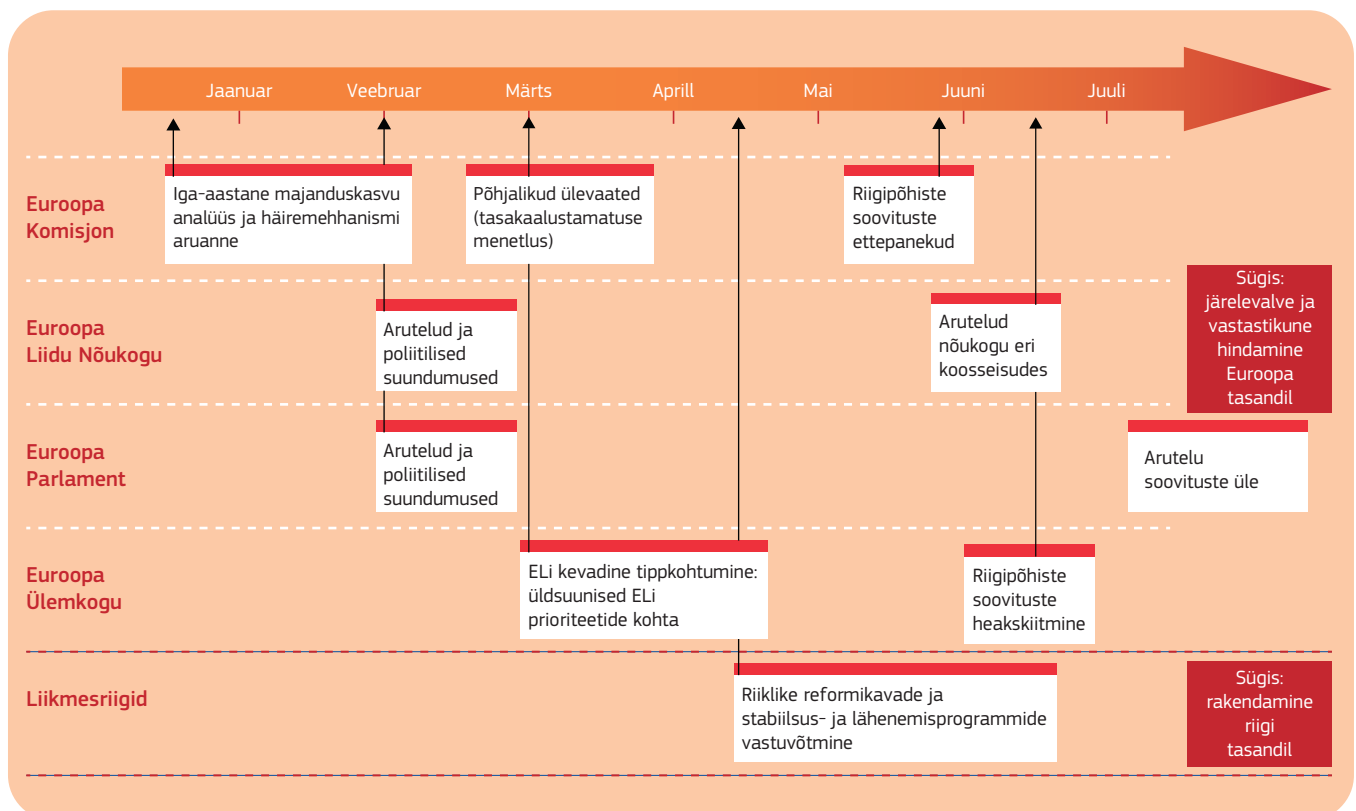 Jaanuar Veebruar Märts Aprill Mai Juuni Juuli
Euroopa
Komisjon
Iga-aastane majanduskasvu
analüüs ja häiremehhanismi
aruanne
Põhjalikud ülevaated
(tasakaalustamatuse
menetlus)
Riigipõhiste
soovituste
ettepanekud
Euroopa
Liidu Nõukogu
Arutelud ja
poliitilised
suundumused
Arutelud
nõukogu eri
koosseisudes
Sügis:
järelevalve ja
vastastikune
hindamine
Euroopa
tasandil
Euroopa
Parlament
Arutelud ja
poliitilised
suundumused
Arutelu
soovituste üle
Euroopa
Ülemkogu
ELi kevadine tippkohtumine:
üldsuunised ELi
prioriteetide kohta
Riigipõhiste
soovituste
heakskiitmine
Liikmesriigid
Riiklike reformikavade ja
stabiilsus- ja lähenemisprogrammide
vastuvõtmine
Sügis:
rakendamine
riigi
tasandil